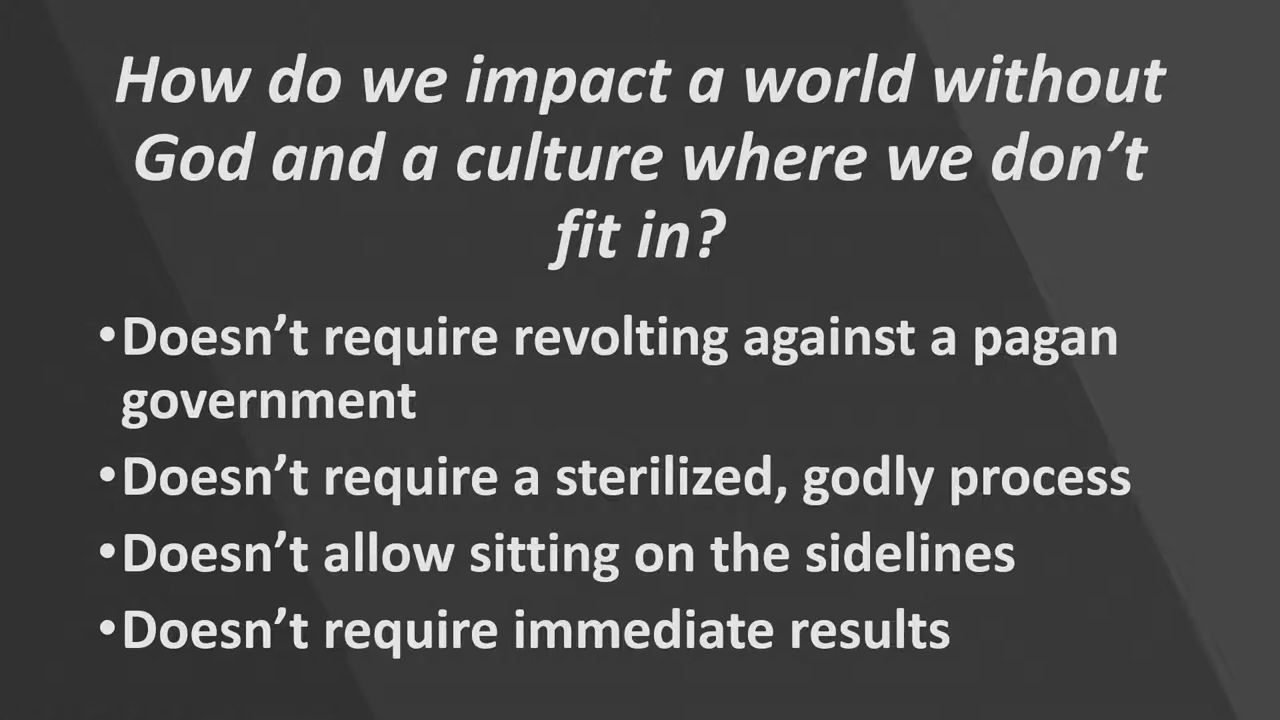 How do we impact a world without
God and a culture where we don’t
fit in?
•Doesn’t require revolting against a pagan
government
•Doesn’t require a sterilized, godly process
•Doesn’t allow sitting on the sidelines
•Doesn’t require immediate results